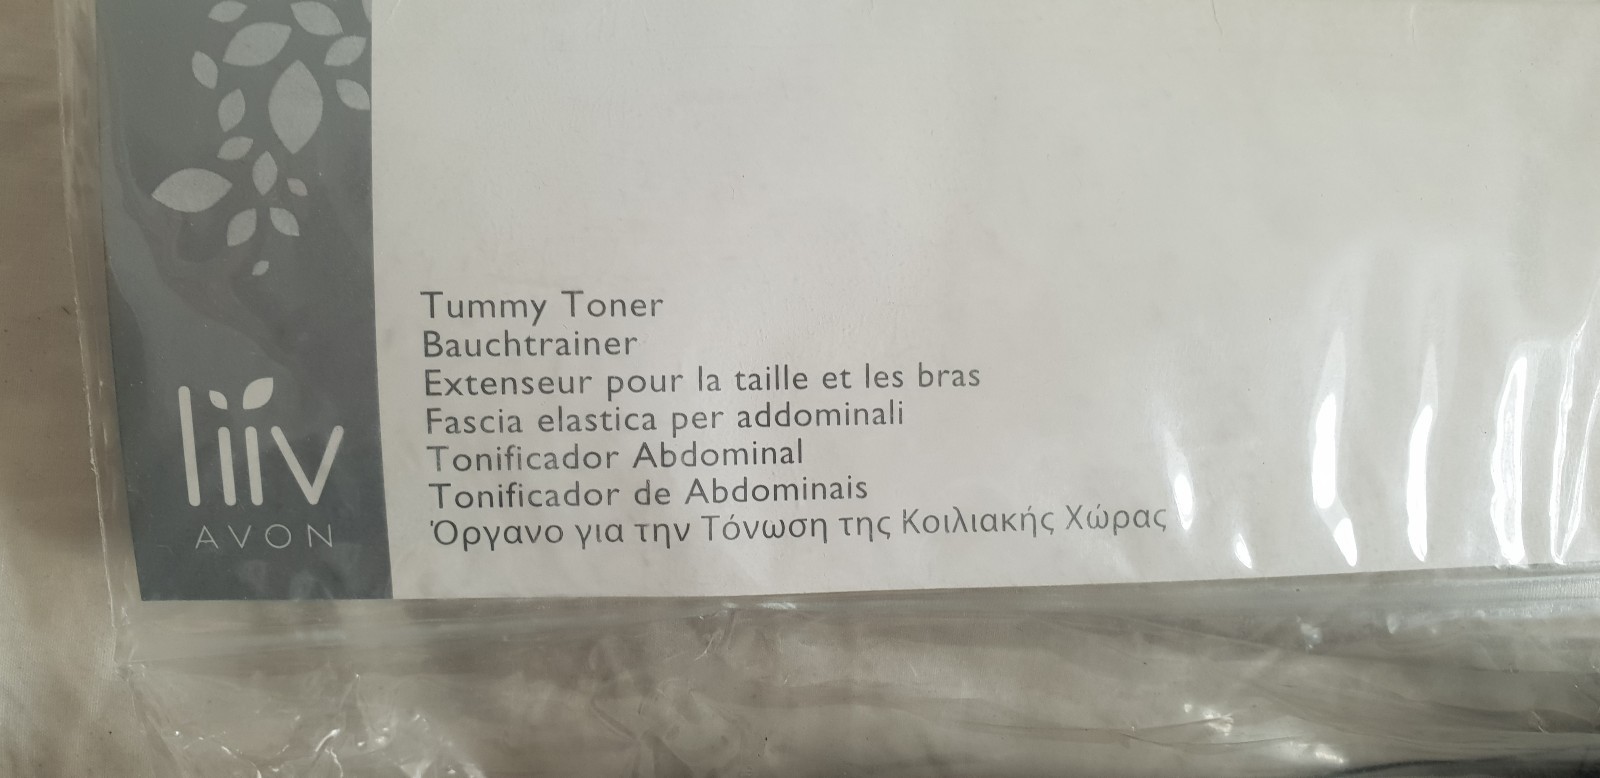 Tummy Toner
Bauchtrainer
Extenseur pour la taille et les bras
Fascia elastica per addominali
Tonificador Abdominal
Tonificador de Abdominais
Όργανο για την Τόνωση της Κοιλιακής Χώρας
liiv
AVON